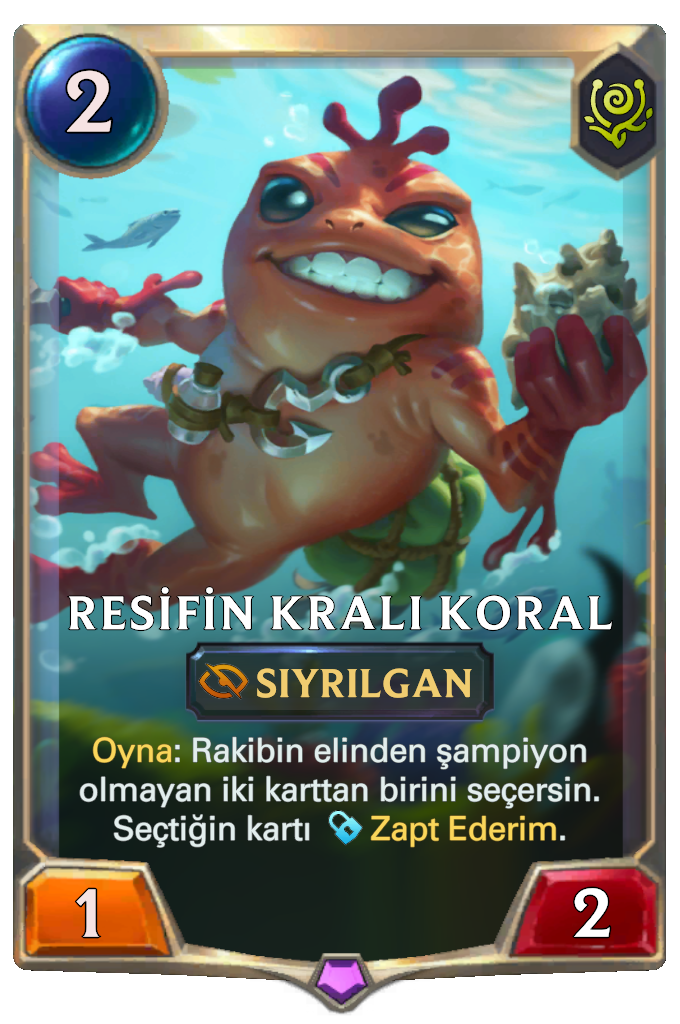 2
RESİFİN KRALI KORAL
SIYRILGAN
Oyna: Rakibin elinden şampiyon
olmayan iki karttan birini seçersin.
Seçtiğin kartı Zapt Ederim.
1
2